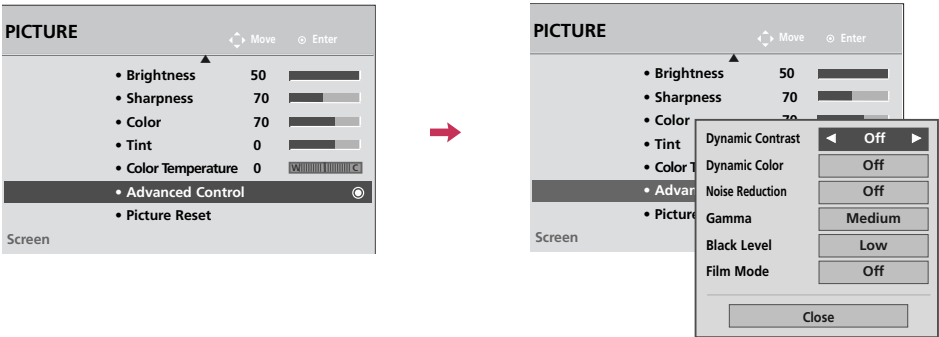 PICTURE
Move Enter
• Brightness 50
• Sharpness 70
• Color 70
• Tint 0
• Color Temperature 0 W C
• Advanced Control
• Picture Reset
Screen
PICTURE
Move Enter
• Brightness 50
• Sharpness 70
• Color 70
• Tint
• Color T
• Advan
• Picture
Screen
Dynamic Contrast Off
Dynamic Color Off
Noise Reduction Off
Gamma Medium
Black Level Low
Film Mode Off
Close